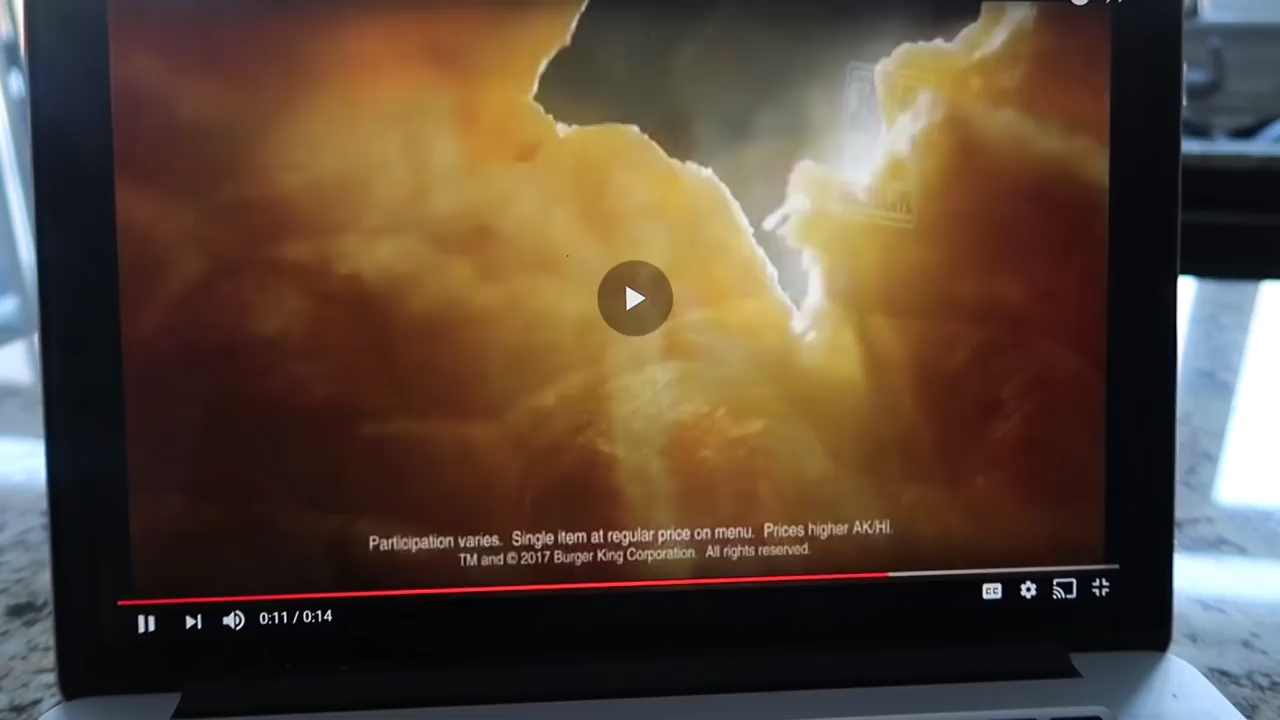 Participation varies. Single item at regular price on menu. Prices higher AK/HI.
TM and © 2017 Burger King Corporation. All rights reserved.
CC
0:11 / 0:14